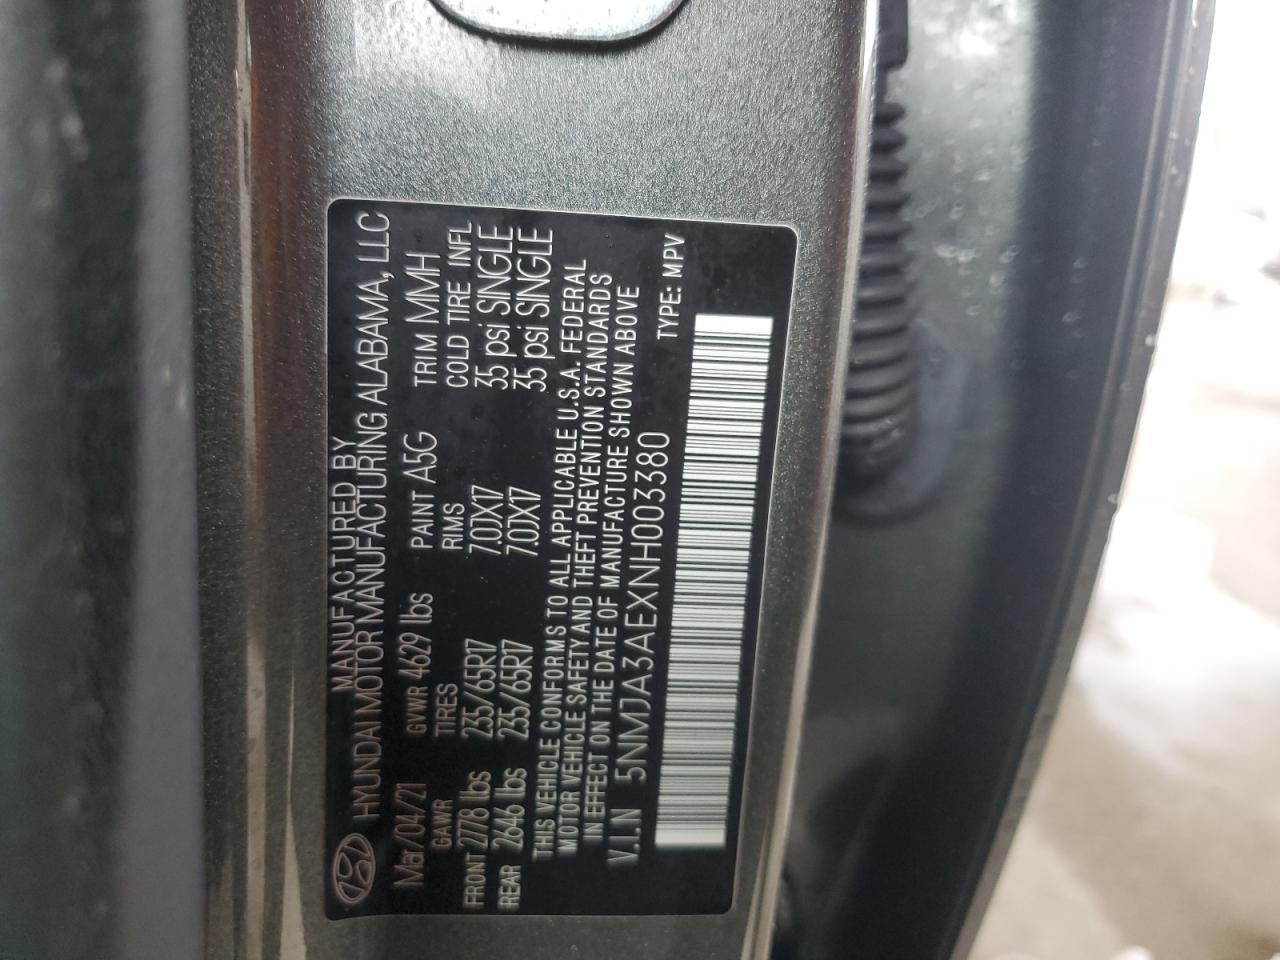 MANUFACTURED BY
HYUNDAI MOTOR MANUFACTURING ALABAMA, LLC
Mar/04/21 GVWR 4629 lbs PAINT A5G TRIM MMH
GAWR TIRES RIMS COLD TIRE INFL
FRONT 2778 lbs 235/65R17 7.0JX17 35 psi SINGLE
REAR 2646 lbs 235/65R17 7.0JX17 35 psi SINGLE
THIS VEHICLE CONFORMS TO ALL APPLICABLE U.S.A. FEDERAL
MOTOR VEHICLE SAFETY AND THEFT PREVENTION STANDARDS
IN EFFECT ON THE DATE OF MANUFACTURE SHOWN ABOVE
V.I.N 5NMJA3AEXNH003380 TYPE: MPV